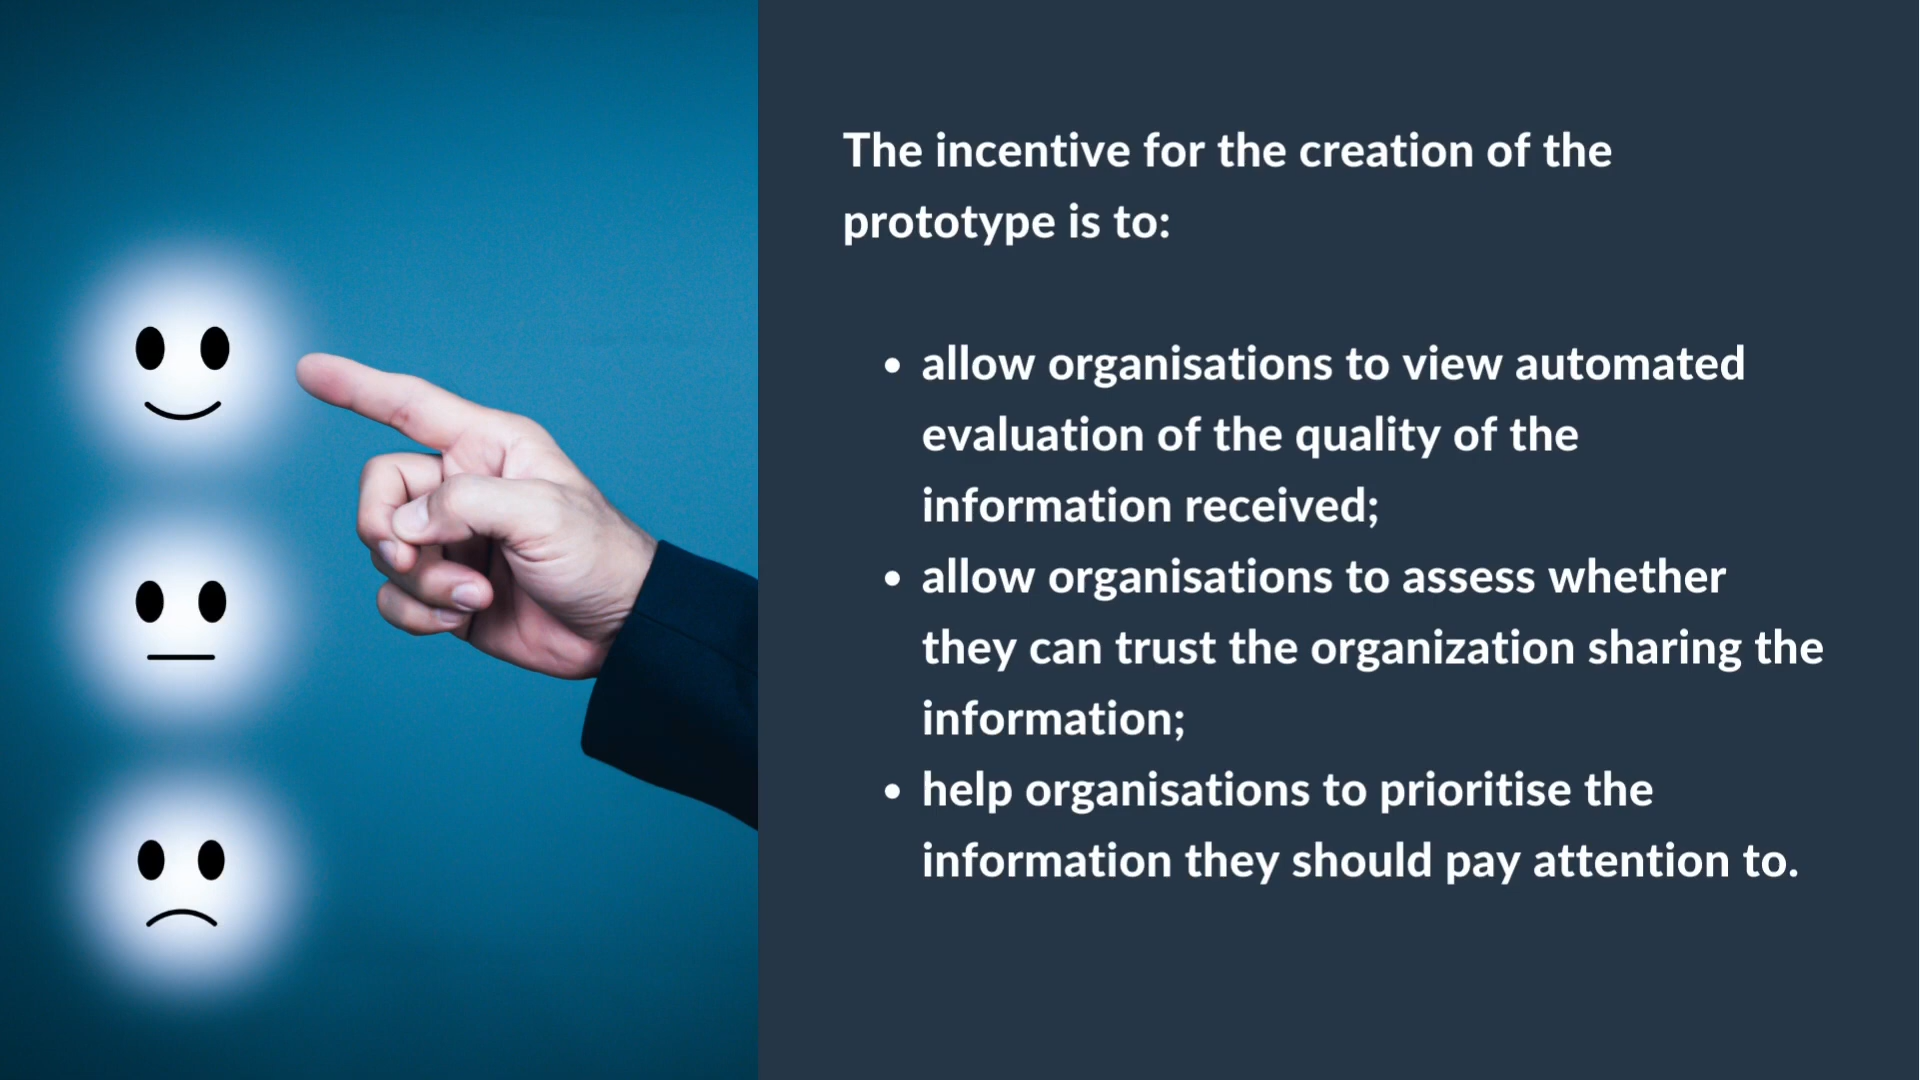 The incentive for the creation of the
prototype is to:
• allow organisations to view automated
evaluation of the quality of the
information received;
• allow organisations to assess whether
they can trust the organization sharing the
information;
• help organisations to prioritise the
information they should pay attention to.